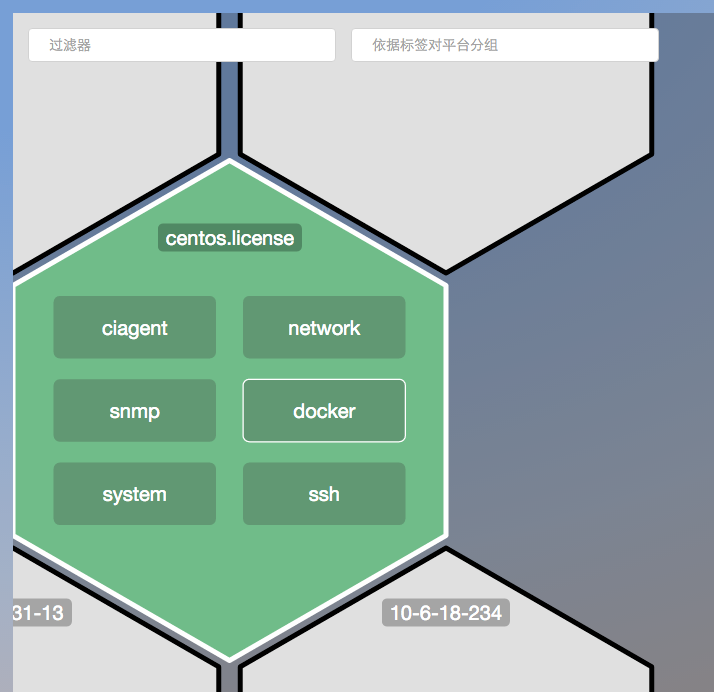 过滤器
依据标签对平台分组
centos.license
ciagent
network
snmp
docker
system
ssh
31-13
10-6-18-234